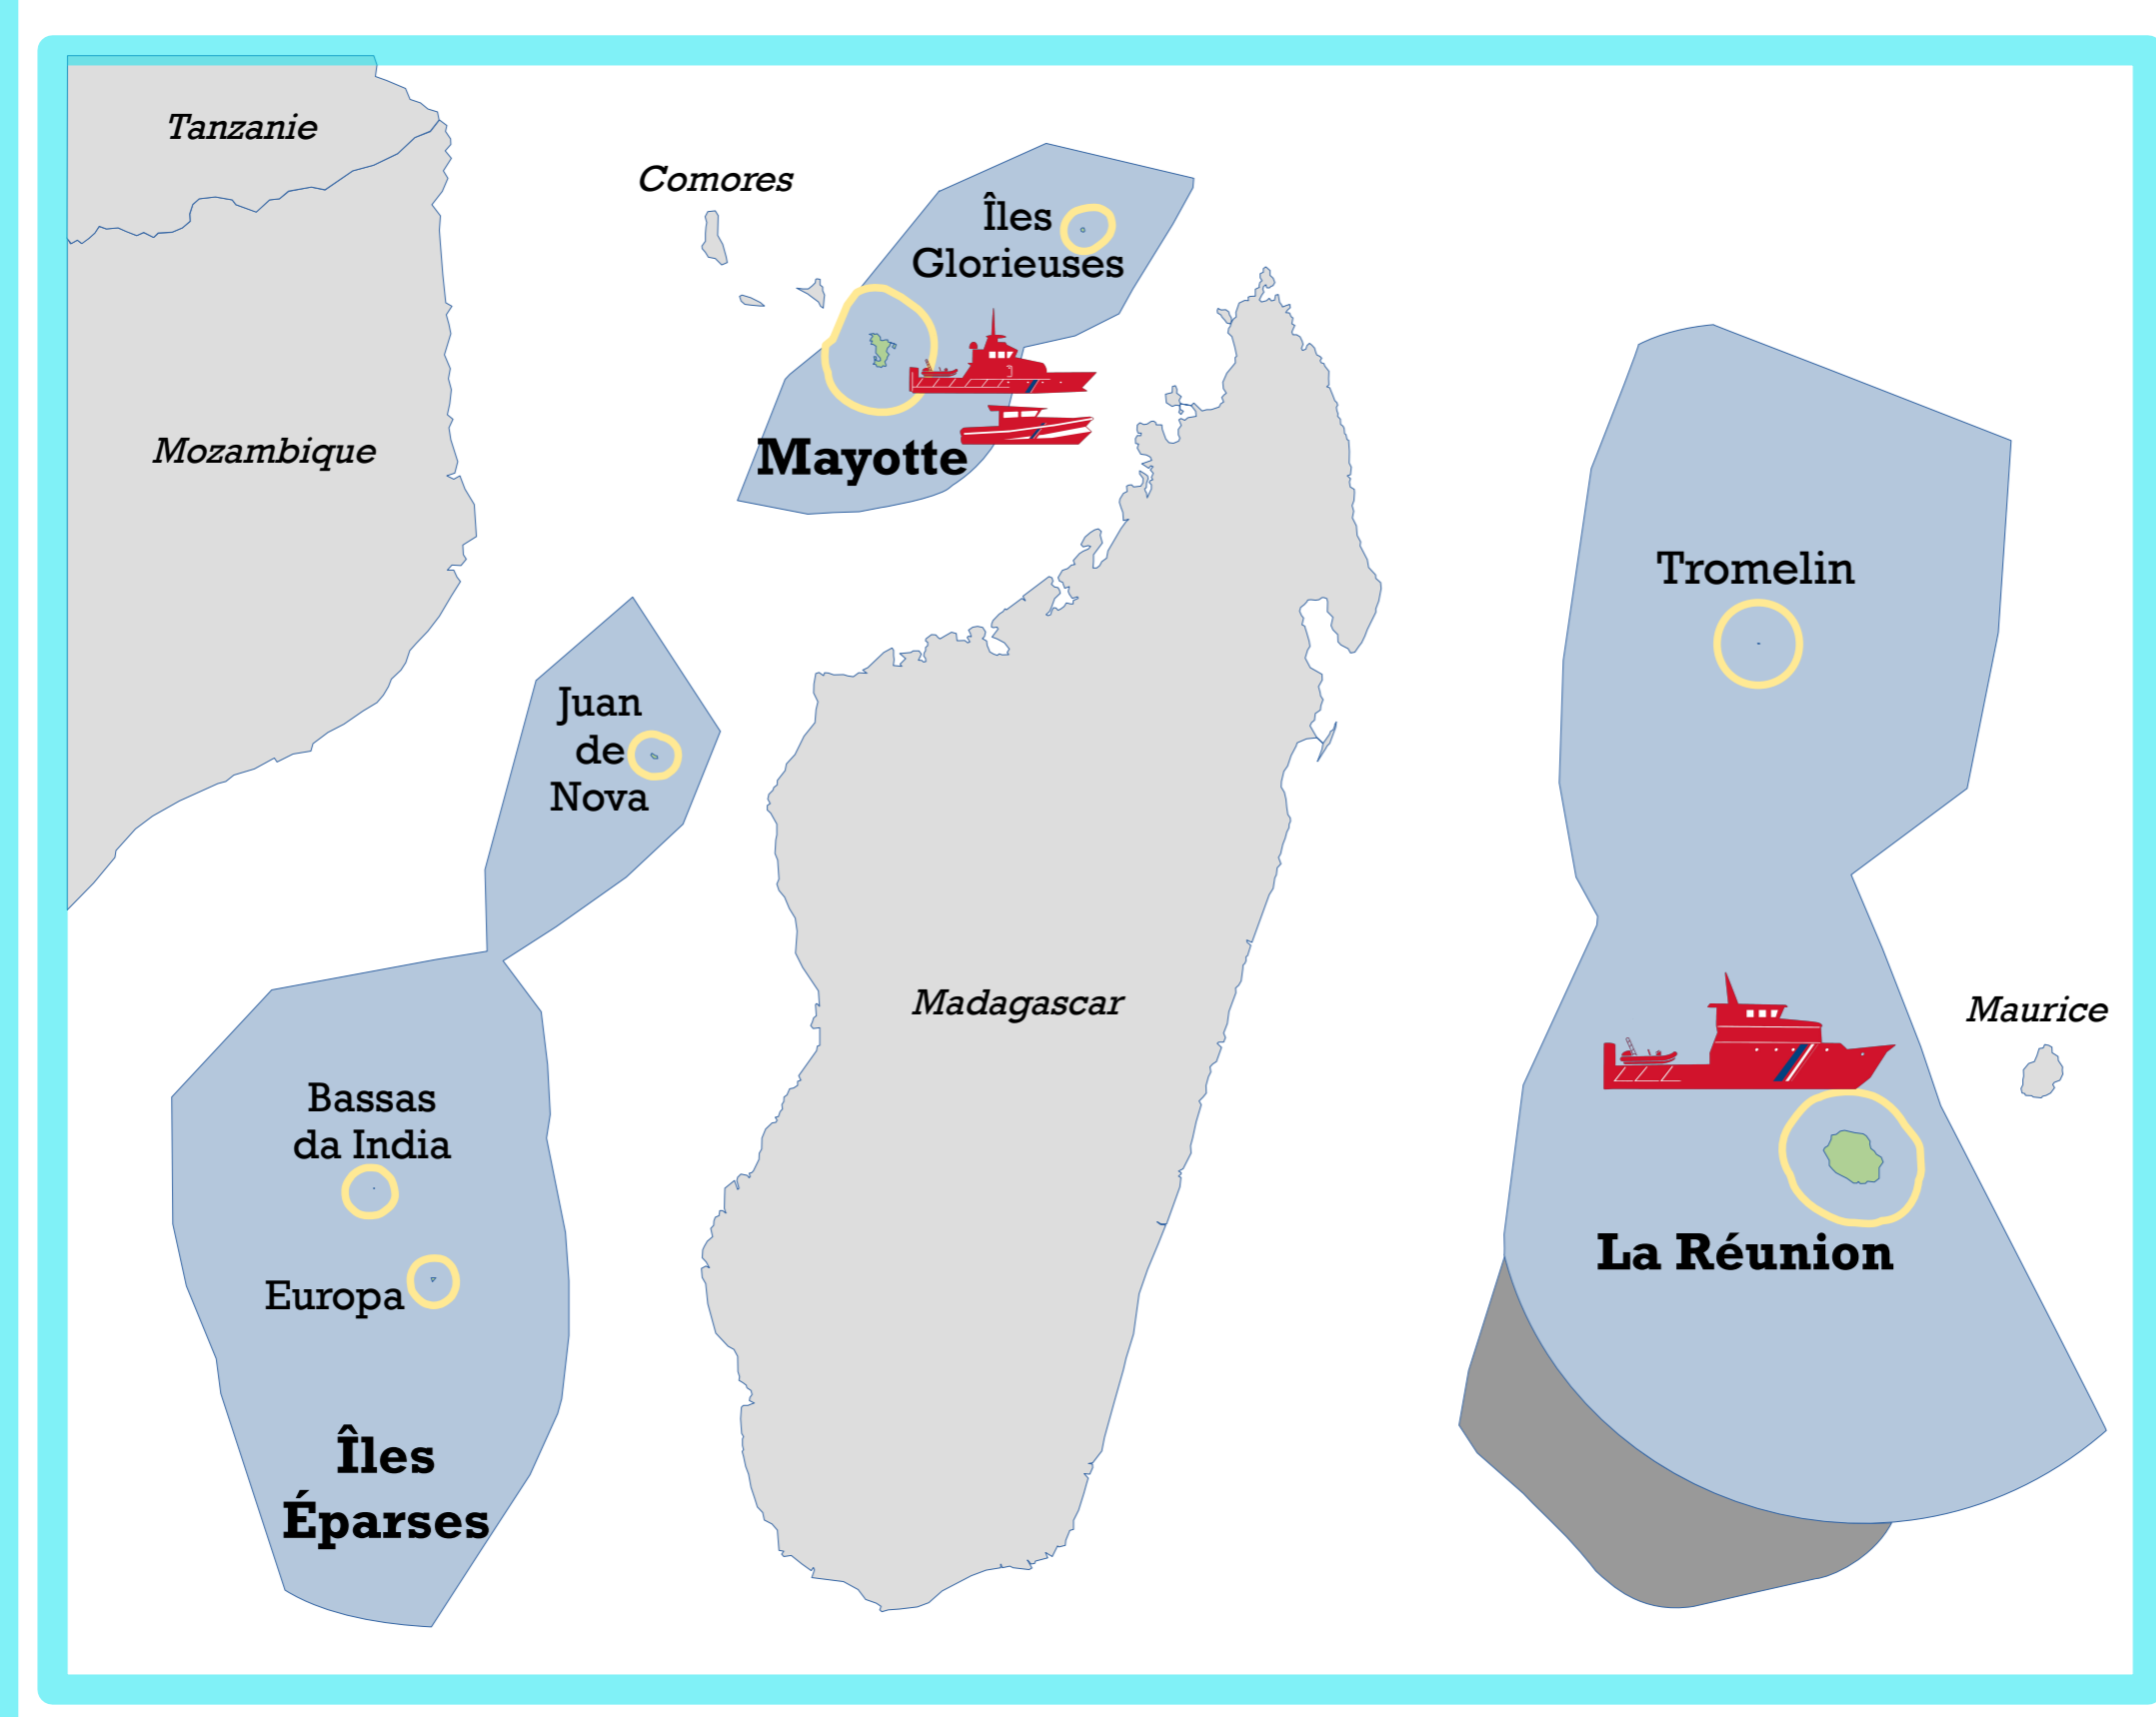 Tanzanie
Comores
Îles
Glorieuses
Mozambique
Mayotte
Tromelin
Juan
de
Nova
Madagascar
Maurice
Bassas
da India
Europa
La Réunion
Îles
Éparses